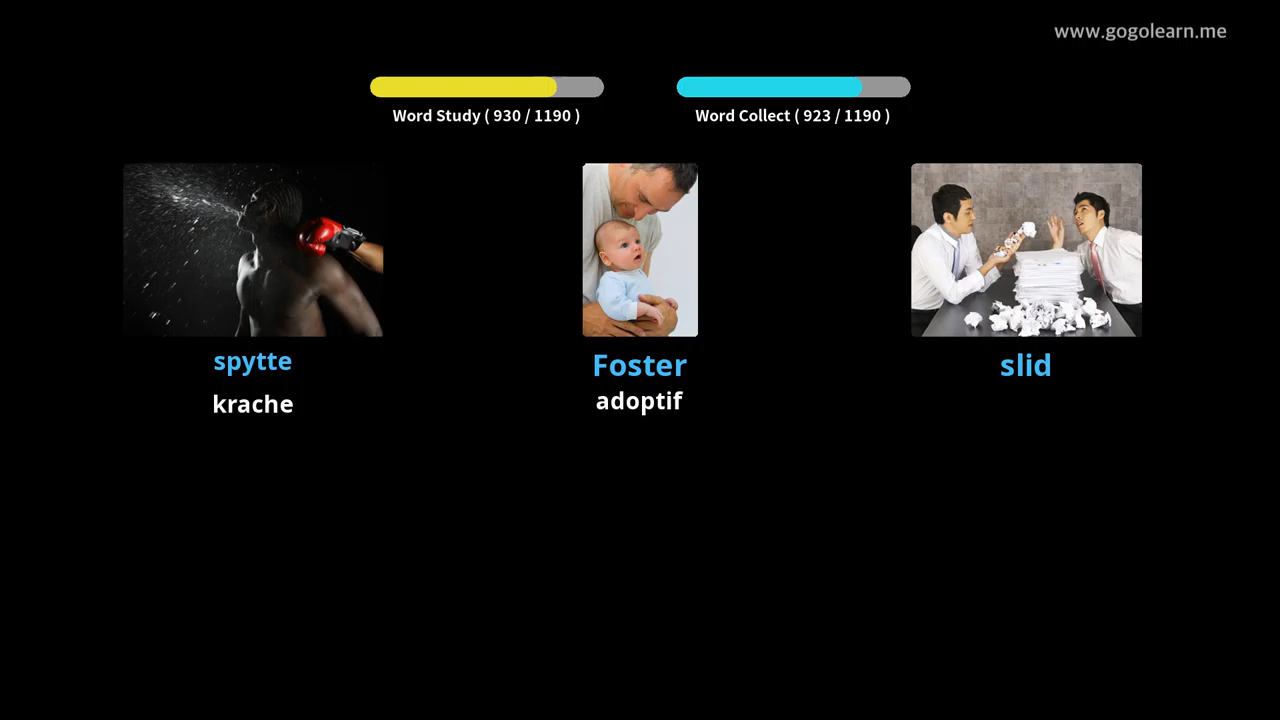 www.gogolearn.me
Word Study ( 930 / 1190 )
Word Collect ( 923 / 1190 )
spytte
krache
Foster
adoptif
slid